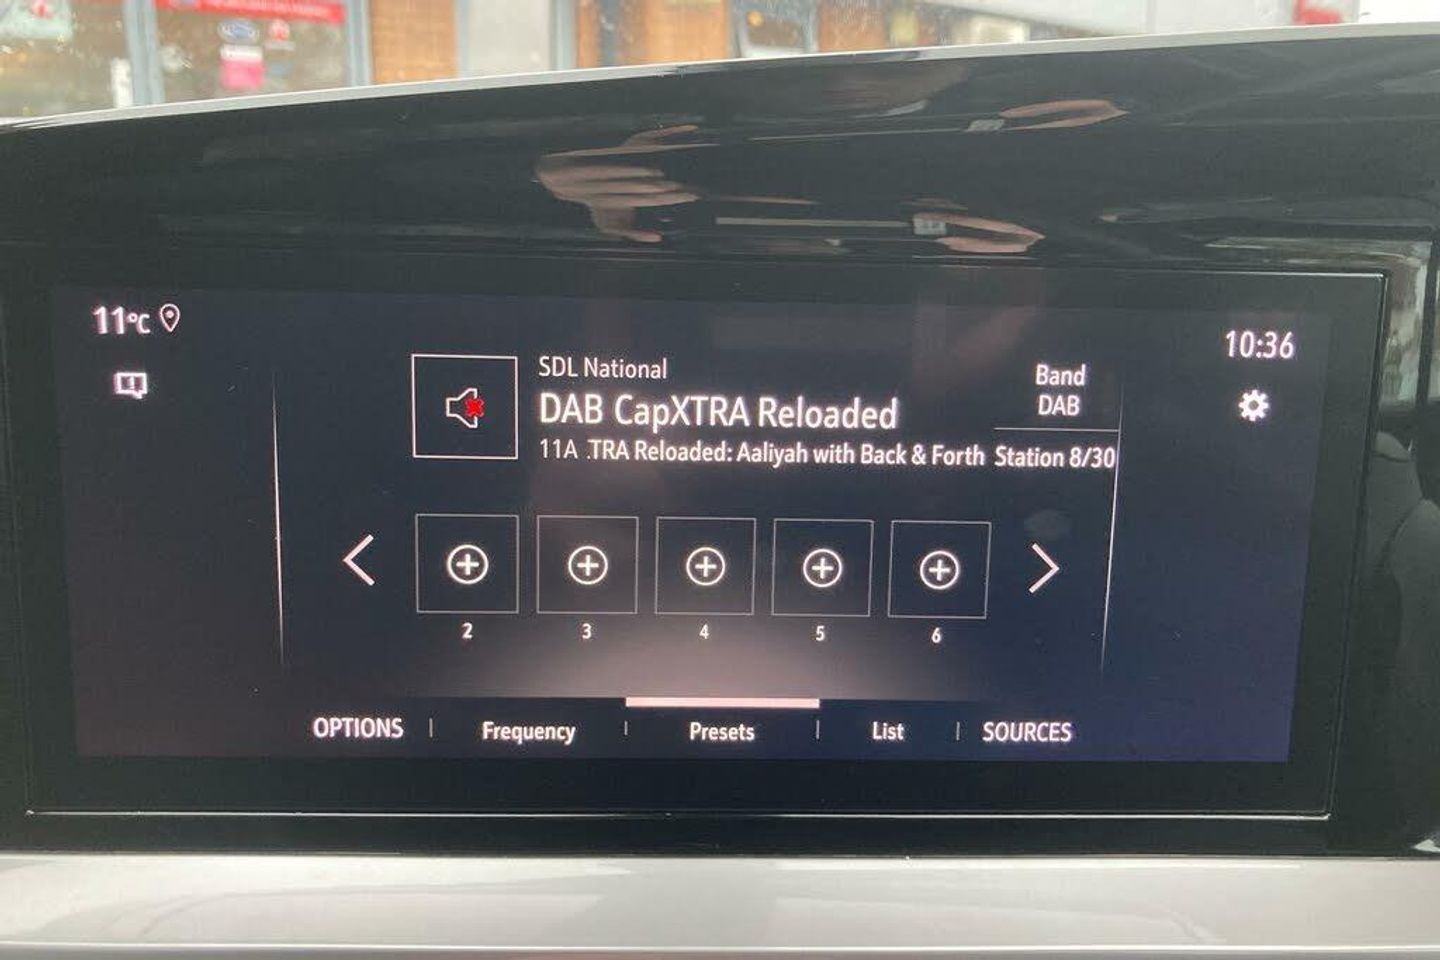 11°C
10:36
SDL National
DAB CapXTRA Reloaded
11A .TRA Reloaded: Aaliyah with Back & Forth
Band
DAB
Station 8/30
2
3
4
5
6
OPTIONS
Frequency
Presets
List
SOURCES